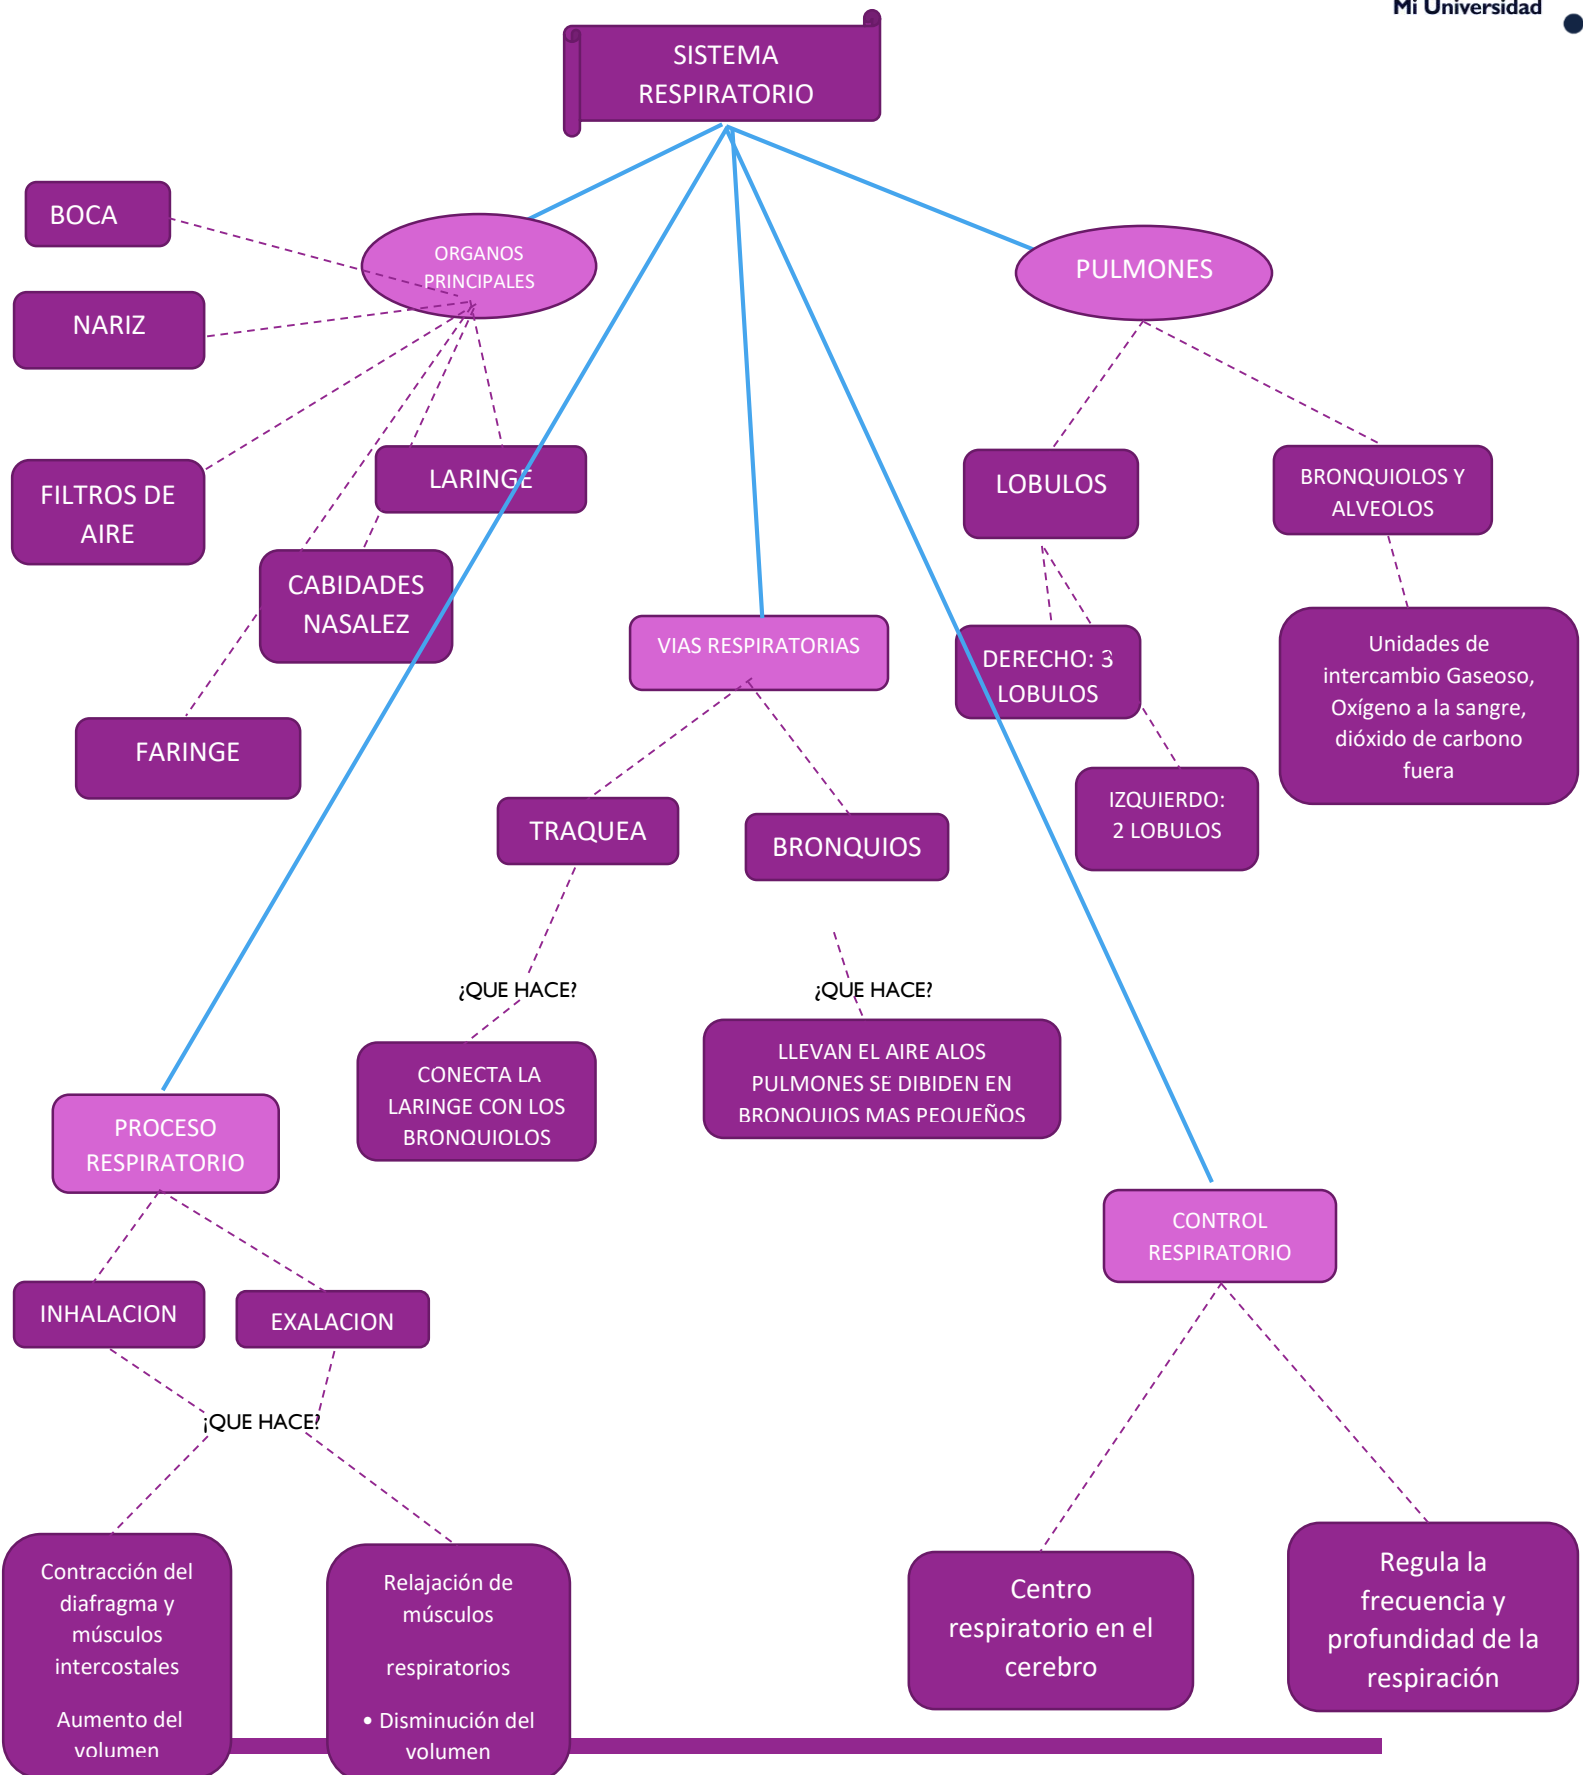 Mi Universidad
SISTEMA
RESPIRATORIO
BOCA
NARIZ
FILTROS DE
AIRE
ORGANOS
PRINCIPALES
LARINGE
CABIDADES
NASALEZ
FARINGE
PULMONES
LOBULOS
BRONQUIOLOS Y
ALVEOLOS
DERECHO: 3
LOBULOS
IZQUIERDO:
2 LOBULOS
Unidades de
intercambio Gaseoso,
Oxígeno a la sangre,
dióxido de carbono
fuera
VIAS RESPIRATORIAS
TRAQUEA
BRONQUIOS
¿QUE HACE?
¿QUE HACE?
CONECTA LA
LARINGE CON LOS
BRONQUIOLOS
LLEVAN EL AIRE ALOS
PULMONES SE DIBIDEN EN
BRONQUIOS MAS PEQUEÑOS
PROCESO
RESPIRATORIO
INHALACION
EXALACION
¡QUE HACE?
Contracción del
diafragma y
músculos
intercostales
Aumento del
volumen
Relajación de
músculos
respiratorios
• Disminución del
volumen
CONTROL
RESPIRATORIO
Centro
respiratorio en el
cerebro
Regula la
frecuencia y
profundidad de la
respiración